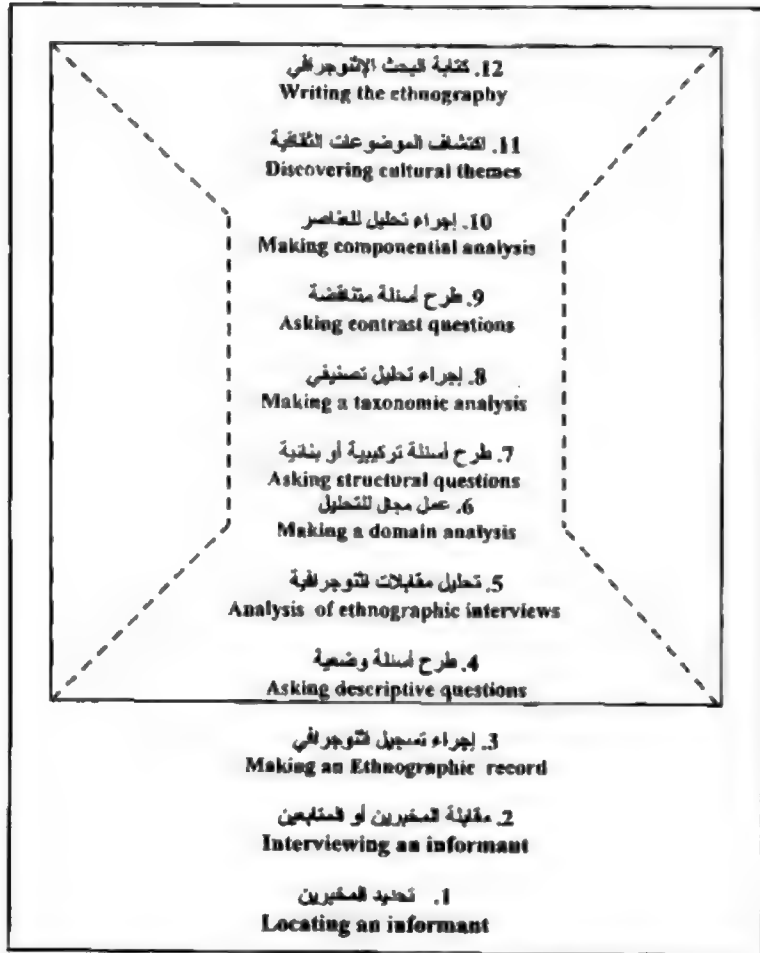 12. كتابة البحث الإثنوجرافي
Writing the ethnography
11. اكتشاف الموضوعات الثقافية
Discovering cultural themes
10. إجراء تحليل للعناصر
Making componential analysis
9. طرح أسئلة متناقضة
Asking contrast questions
8. إجراء تحليل تصنيفي
Making a taxonomic analysis
7. طرح أسئلة تركيبية أو بنائية
Asking structural questions
6. عمل مجال للتحليل
Making a domain analysis
5. تحليل مقابلات
Analysis of ethnographic interviews
4. طرح أسئلة وضعية
Asking descriptive questions
3. إجراء تسجيل
Making an Ethnographic record
2. مقابلة المخبرين أو
Interviewing an informant
1. تحديد المخبرين
Locating an informant